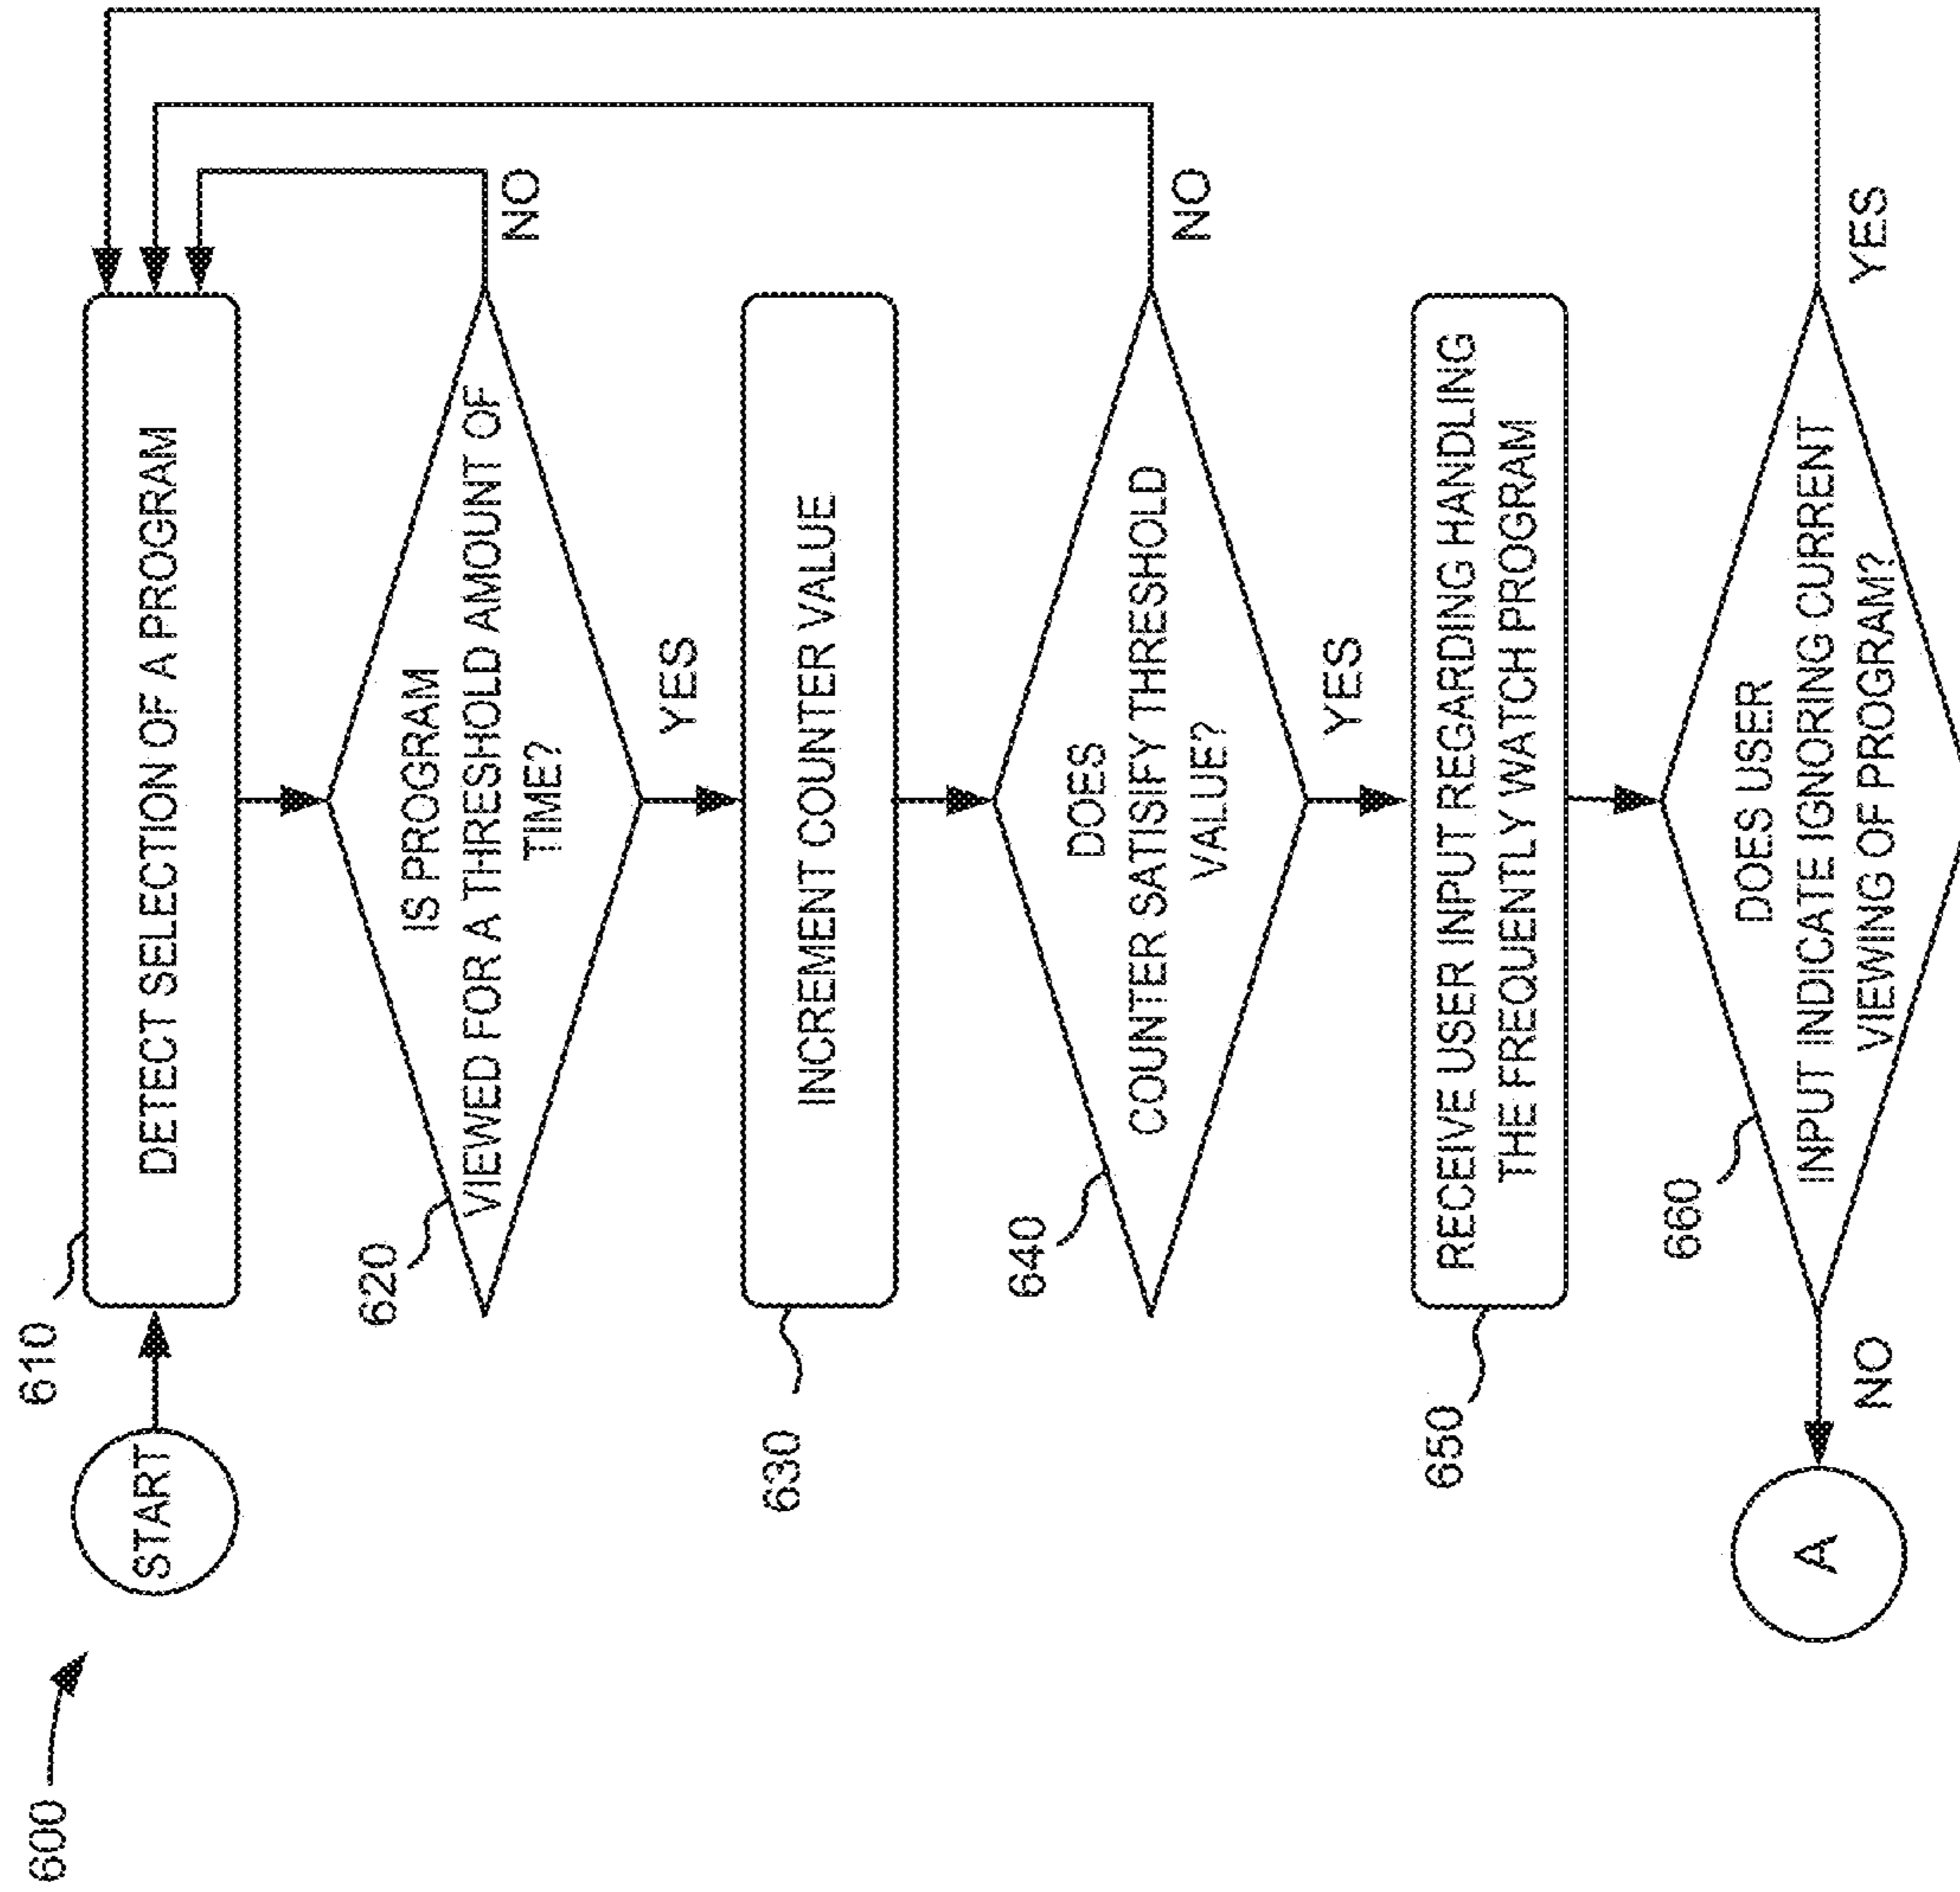 600
START
610
DETECT SELECTION OF A PROGRAM
620
IS PROGRAM
VIEWED FOR A THRESHOLD AMOUNT OF
TIME?
NO
YES
630
INCREMENT COUNTER VALUE
640
DOES
COUNTER SATISIFY THRESHOLD
VALUE?
NO
YES
650
RECEIVE USER INPUT REGARDING HANDLING
THE FREQUENTLY WATCH PROGRAM
660
DOES USER
INPUT INDICATE IGNORING CURRENT
VIEWING OF PROGRAM?
YES
NO
A